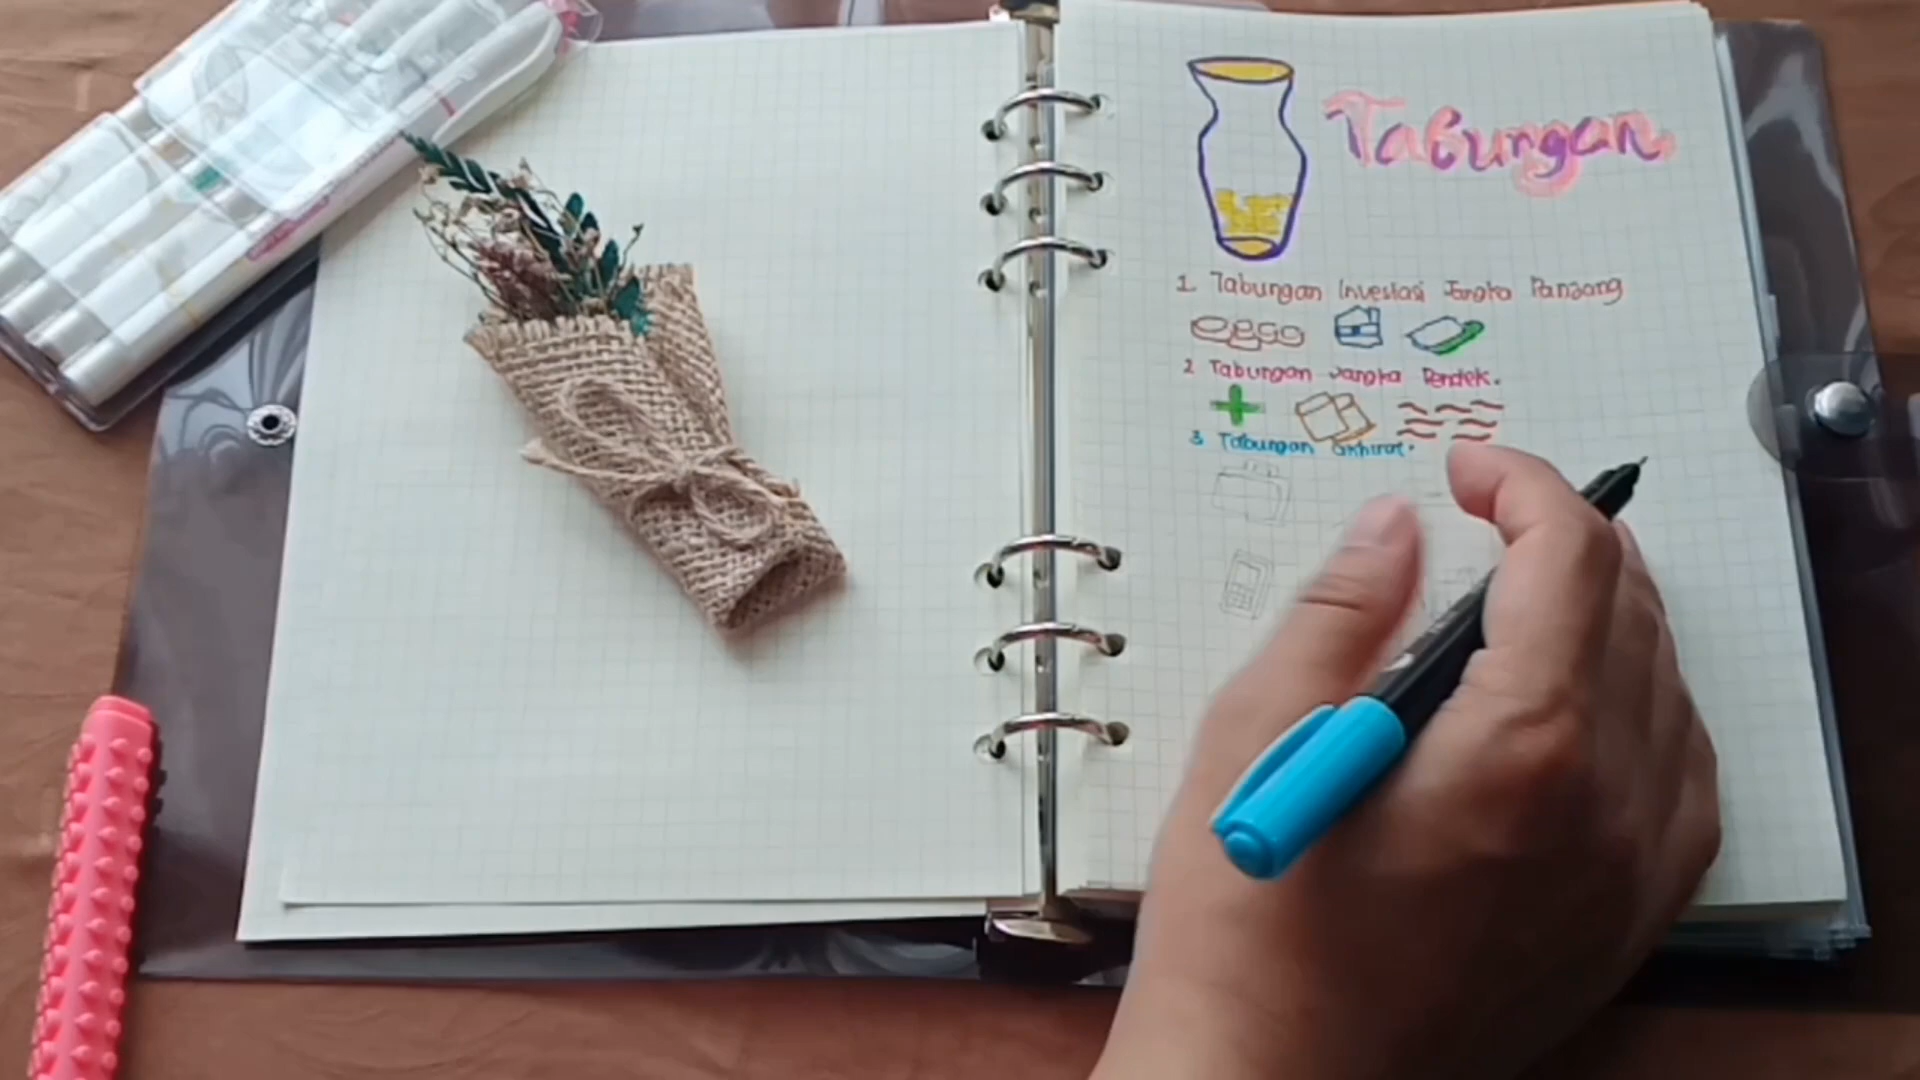 Tabungan
1. Tabungan Investasi Jangka Panjang
2 Tabungan Jangka Pendek.
3 Tabungan akhirat.